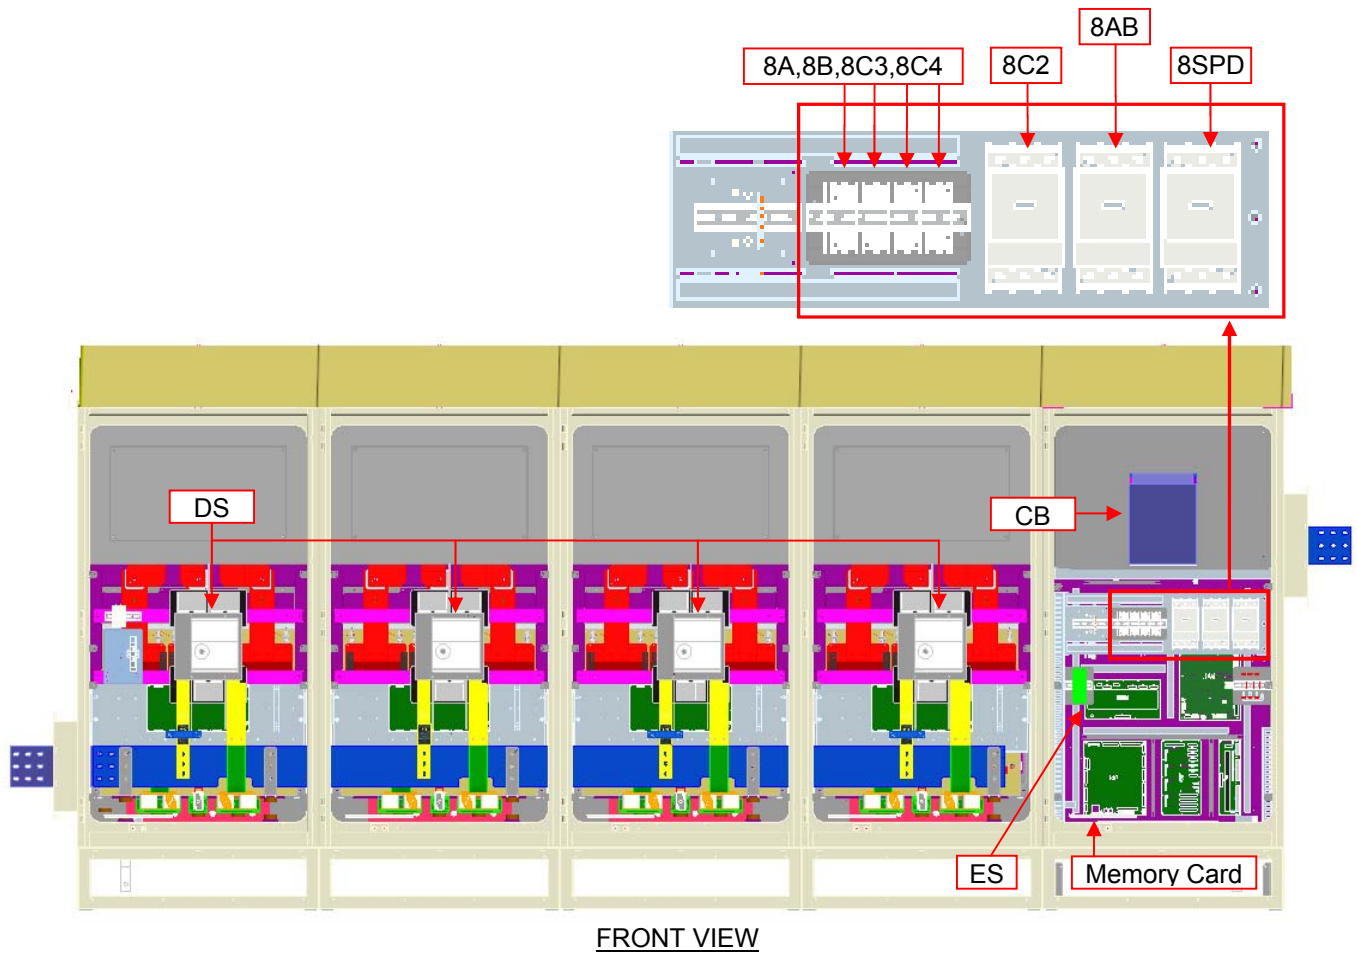 8AB
8A,8B,8C3,8C4
8C2
8SPD
DS
CB
ES
Memory Card
FRONT VIEW